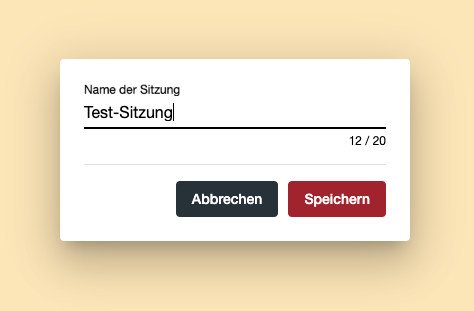 Name der Sitzung
Test-Sitzung
12 / 20
Abbrechen
Speichern